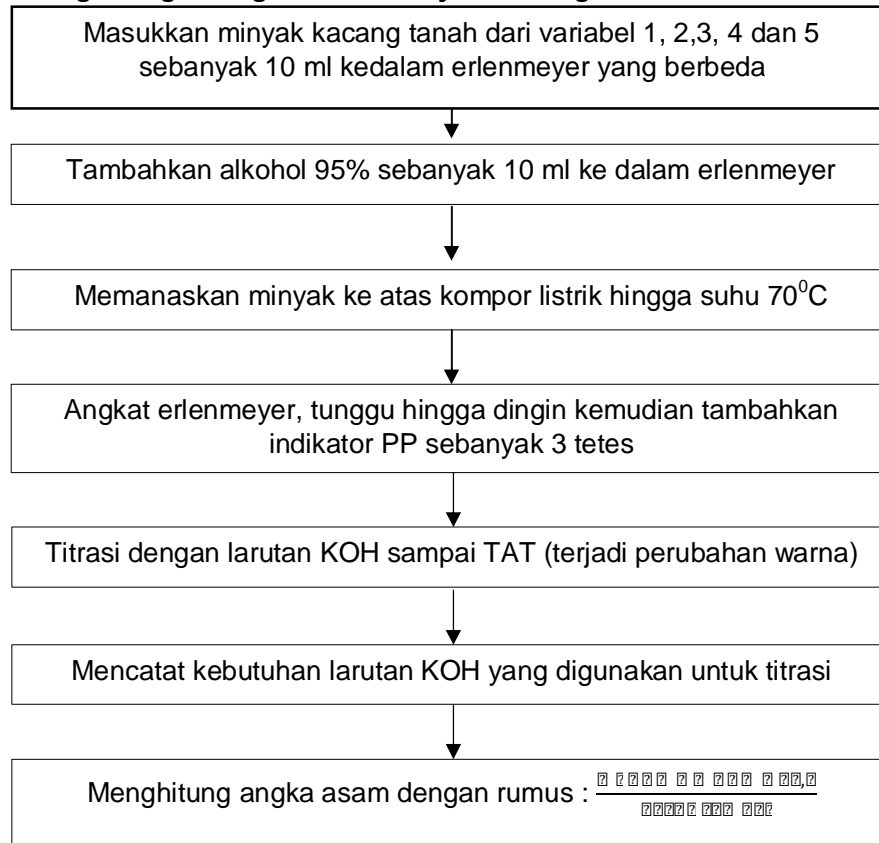 Masukkan minyak kacang tanah dari variabel 1, 2,3, 4 dan 5
sebanyak 10 ml kedalam erlenmeyer yang berbeda
Tambahkan alkohol 95% sebanyak 10 ml ke dalam erlenmeyer
Memanaskan minyak ke atas kompor listrik hingga suhu 70⁰C
Angkat erlenmeyer, tunggu hingga dingin kemudian tambahkan
indikator PP sebanyak 3 tetes
Titrasi dengan larutan KOH sampai TAT (terjadi perubahan warna)
Mencatat kebutuhan larutan KOH yang digunakan untuk titrasi
Menghitung angka asam dengan rumus :